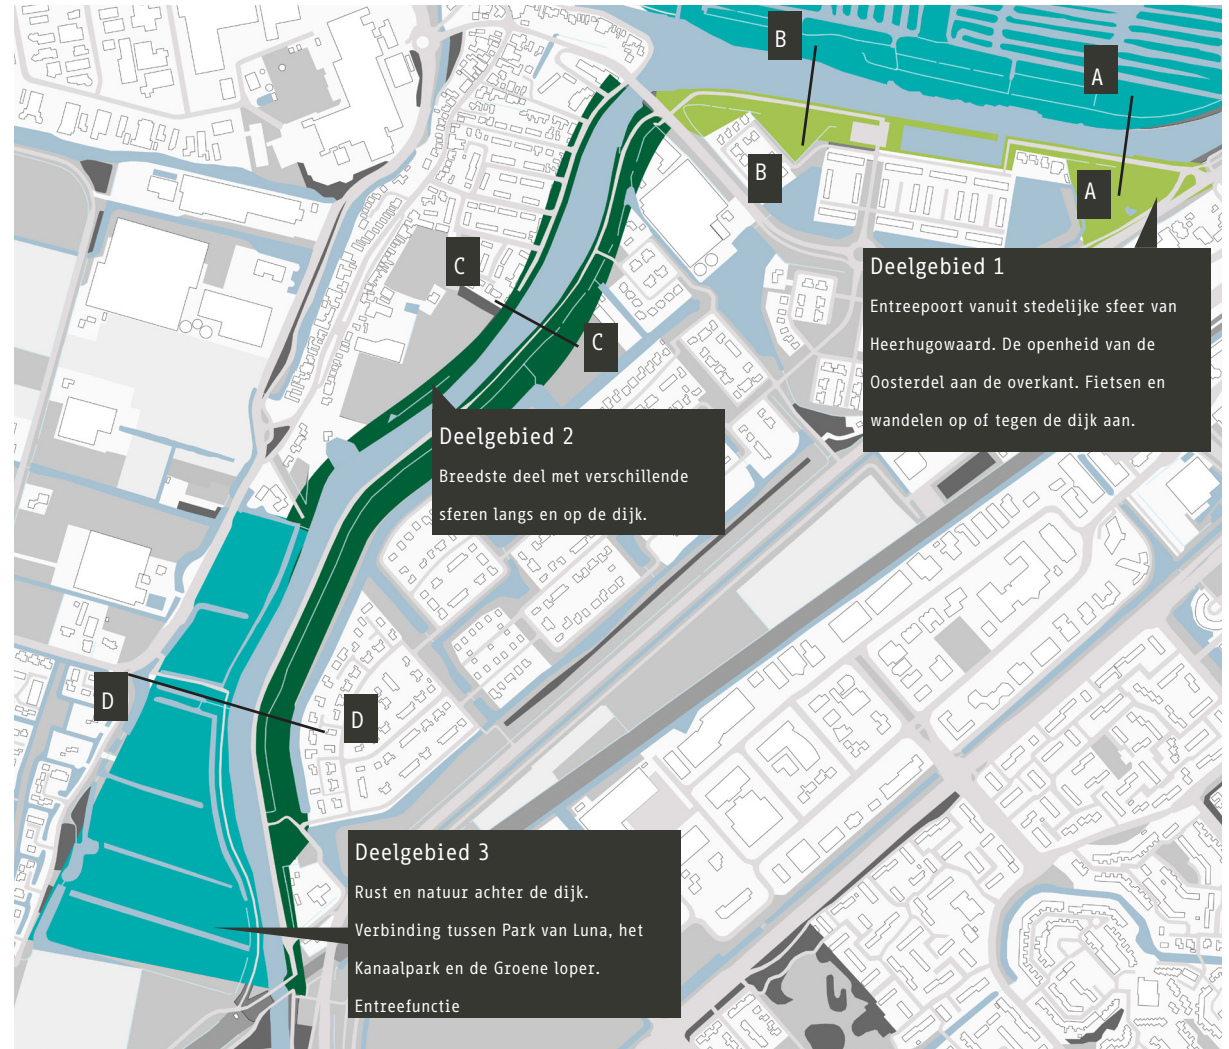 B
A
B
A
C
C
Deelgebied 1
Entreepoort vanuit stedelijke sfeer van
Heerhugowaard. De openheid van de
Oosterdel aan de overkant. Fietsen en
wandelen op of tegen de dijk aan.
Deelgebied 2
Breedste deel met verschillende
sferen langs en op de dijk.
D
D
Deelgebied 3
Rust en natuur achter de dijk.
Verbinding tussen Park van Luna, het
Kanaalpark en de Groene loper.
Entreefunctie